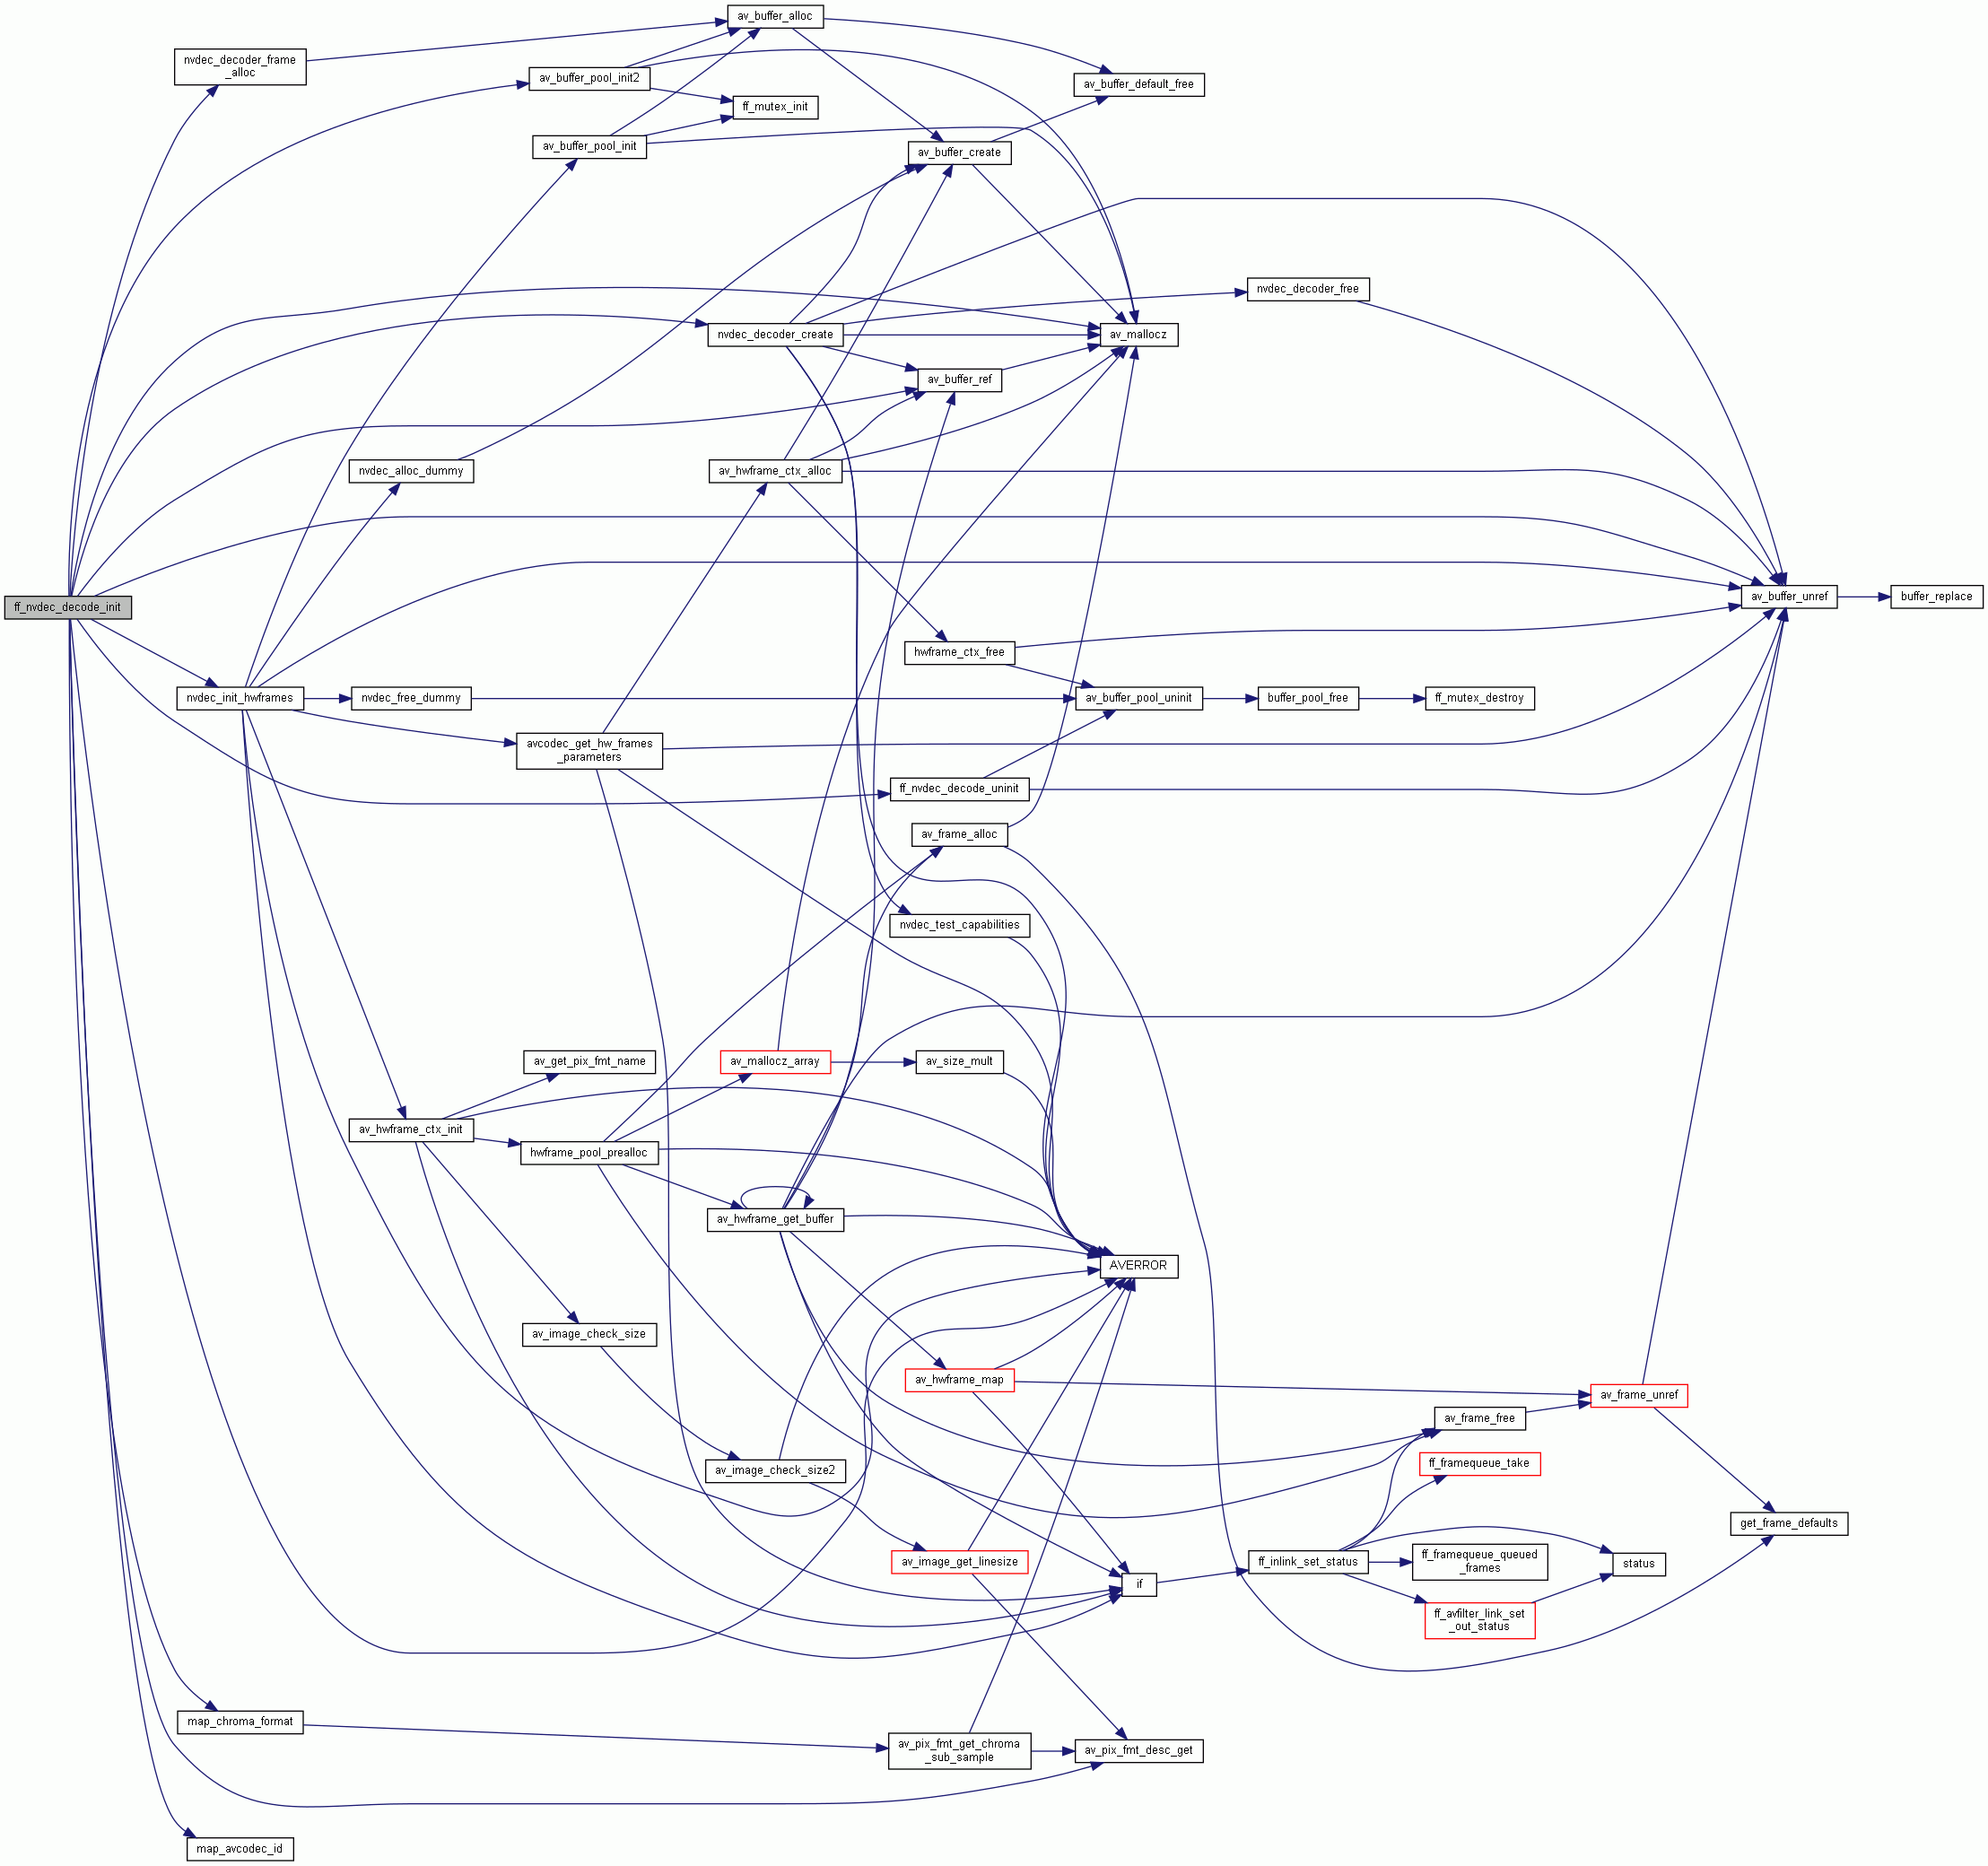 av_buffer_alloc
nvdec_decoder_frame
_alloc
av_buffer_pool_init2
av_buffer_default_free
ff_mutex_init
av_buffer_pool_init
av_buffer_create
nvdec_decoder_free
nvdec_decoder_create
av_mallocz
av_buffer_ref
nvdec_alloc_dummy
av_hwframe_ctx_alloc
ff_nvdec_decode_init
av_buffer_unref
buffer_replace
hwframe_ctx_free
nvdec_init_hwframes
nvdec_free_dummy
av_buffer_pool_uninit
buffer_pool_free
ff_mutex_destroy
avcodec_get_hw_frames
_parameters
ff_nvdec_decode_uninit
av_frame_alloc
nvdec_test_capabilities
av_get_pix_fmt_name
av_mallocz_array
av_size_mult
av_hwframe_ctx_init
hwframe_pool_prealloc
av_hwframe_get_buffer
AVERROR
av_image_check_size
av_hwframe_map
av_frame_unref
av_frame_free
av_image_check_size2
ff_framequeue_take
get_frame_defaults
av_image_get_linesize
ff_inlink_set_status
ff_framequeue_queued
_frames
status
if
ff_avfilter_link_set
_out_status
map_chroma_format
av_pix_fmt_get_chroma
_sub_sample
av_pix_fmt_desc_get
map_avcodec_id